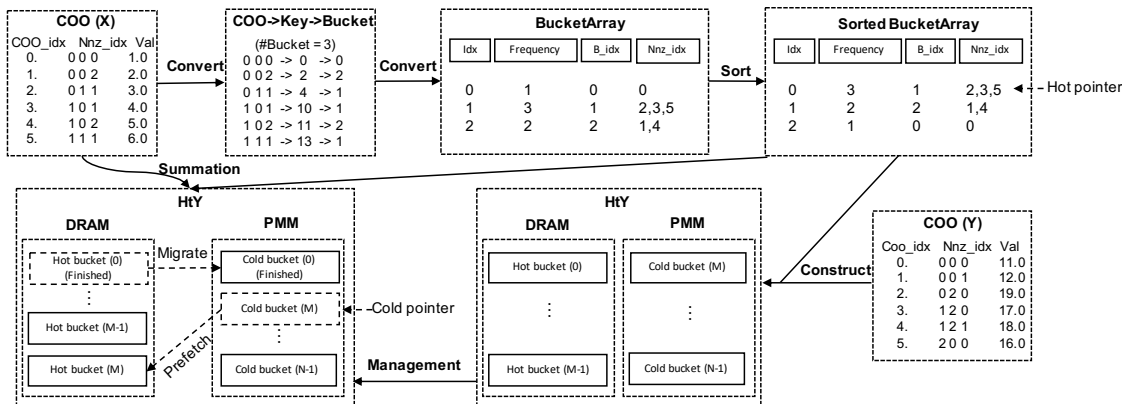 COO (X)
COO_idx Nnz_idx Val
0. 0 0 0 1.0
1. 0 0 2 2.0
2. 0 1 1 3.0
3. 1 0 1 4.0
4. 1 0 2 5.0
5. 1 1 1 6.0
Convert
COO->Key->Bucket
(#Bucket = 3)
0 0 0 -> 0 -> 0
0 0 2 -> 2 -> 2
0 1 1 -> 4 -> 1
1 0 1 -> 10 -> 1
1 0 2 -> 11 -> 2
1 1 1 -> 13 -> 1
Convert
BucketArray
Idx Frequency B_idx Nnz_idx
0 1 0 0
1 3 1 2,3,5
2 2 2 1,4
Sort
Sorted BucketArray
Idx Frequency B_idx Nnz_idx
0 3 1 2,3,5
1 2 2 1,4
2 1 0 0
Hot pointer
Summation
HtY
DRAM PMM
Hot bucket (0)
(Finished)
⋮
Hot bucket (M-1)
Hot bucket (M)
Migrate
Prefetch
Cold bucket (0)
(Finished)
Cold bucket (M)
⋮
Cold bucket (N-1)
Cold pointer
Management
HtY
DRAM PMM
Hot bucket (0)
⋮
Hot bucket (M-1)
Cold bucket (M)
⋮
Cold bucket (N-1)
Construct
COO (Y)
Coo_idx Nnz_idx Val
0. 0 0 0 11.0
1. 0 0 1 12.0
2. 0 2 0 19.0
3. 1 2 0 17.0
4. 1 2 1 18.0
5. 2 0 0 16.0